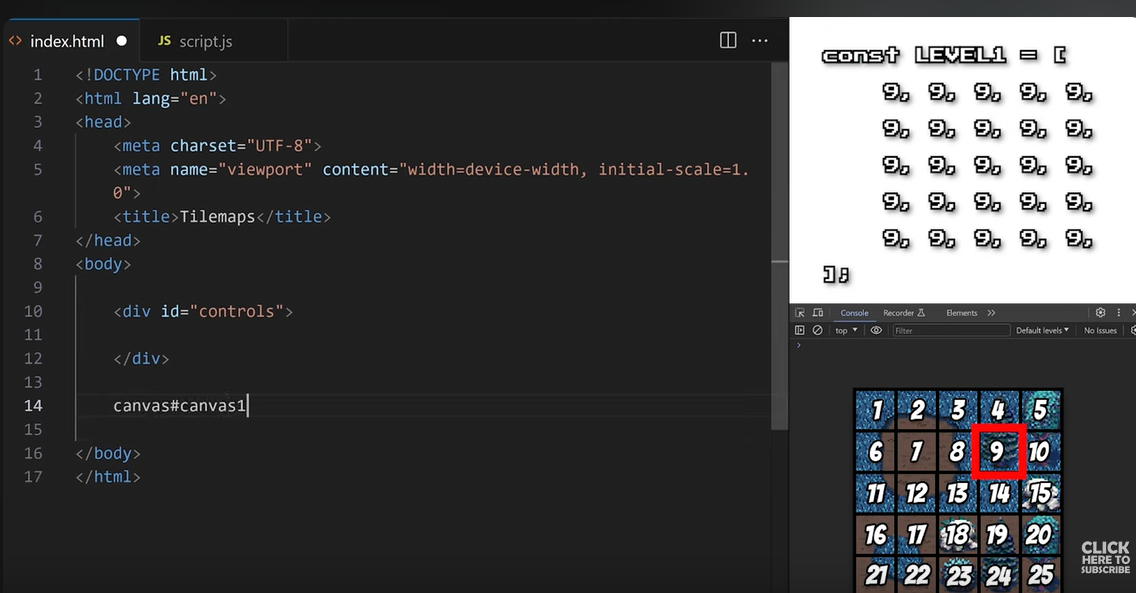 index.html
JS script.js
1 <!DOCTYPE html>
2 <html lang="en">
3 <head>
4 <meta charset="UTF-8">
5 <meta name="viewport" content="width=device-width, initial-scale=1.
0">
6 <title>Tilemaps</title>
7 </head>
8 <body>
9
10 <div id="controls">
11
12 </div>
13
14 canvas#canvas1
15
16 </body>
17 </html>
const LEVEL1 = [
9, 9, 9, 9, 9,
9, 9, 9, 9, 9,
9, 9, 9, 9, 9,
9, 9, 9, 9, 9,
9, 9, 9, 9, 9,
];
Console Recorder Elements
top Filter Default levels No Issues
1 2 3 4 5
6 7 8 9 10
11 12 13 14 15
16 17 18 19 20
21 22 23 24 25
CLICK
HERE TO
SUBSCRIBE